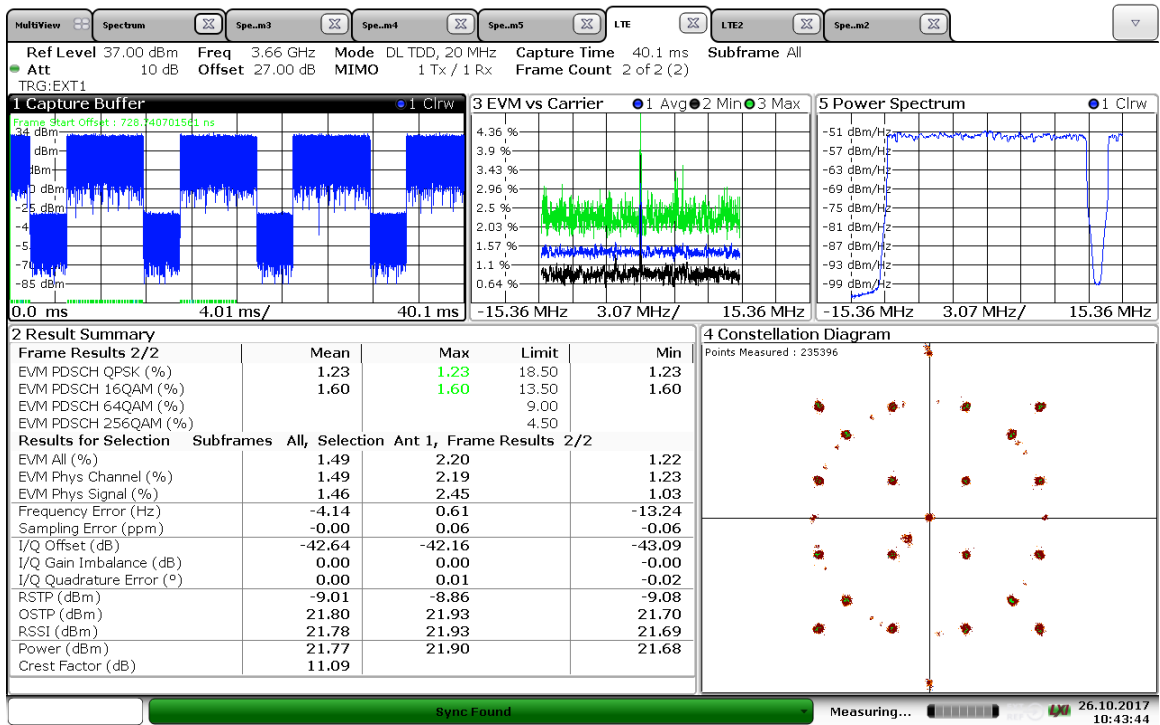 MultiView Spectrum Spe..m3 Spe..m4 Spe..m5 LTE LTE2 Spe..m2
Ref Level 37.00 dBm Freq 3.66 GHz Mode DL TDD, 20 MHz Capture Time 40.1 ms Subframe All
Att 10 dB Offset 27.00 dB MIMO 1 Tx / 1 Rx Frame Count 2 of 2 (2)
TRG:EXT1
1 Capture Buffer 1 Clrw
Frame Start Offset : 728.740701561 ns
34 dBm
dBm
dBm
dBm
-25 dBm
-85 dBm
0.0 ms 4.01 ms/ 40.1 ms
3 EVM vs Carrier 1 Avg 2 Min 3 Max
4.36 %
3.9 %
3.43 %
2.96 %
2.5 %
2.03 %
1.57 %
1.1 %
0.64 %
-15.36 MHz 3.07 MHz/ 15.36 MHz
5 Power Spectrum 1 Clrw
-51 dBm/Hz
-57 dBm/Hz
-63 dBm/Hz
-69 dBm/Hz
-75 dBm/Hz
-81 dBm/Hz
-87 dBm/Hz
-93 dBm/Hz
-99 dBm/Hz
-15.36 MHz 3.07 MHz/ 15.36 MHz
2 Result Summary
Frame Results 2/2 Mean Max Limit Min
EVM PDSCH QPSK (%) 1.23 1.23 18.50 1.23
EVM PDSCH 16QAM (%) 1.60 1.60 13.50 1.60
EVM PDSCH 64QAM (%) 9.00
EVM PDSCH 256QAM (%) 4.50
Results for Selection Subframes All, Selection Ant 1, Frame Results 2/2
EVM All (%) 1.49 2.20 1.22
EVM Phys Channel (%) 1.49 2.19 1.23
EVM Phys Signal (%) 1.46 2.45 1.03
Frequency Error (Hz) -4.14 0.61 -13.24
Sampling Error (ppm) -0.00 0.06 -0.06
I/Q Offset (dB) -42.64 -42.16 -43.09
I/Q Gain Imbalance (dB) 0.00 0.00 -0.00
I/Q Quadrature Error (°) 0.00 0.01 -0.02
RSTP (dBm) -9.01 -8.86 -9.08
OSTP (dBm) 21.80 21.93 21.70
RSSI (dBm) 21.78 21.93 21.69
Power (dBm) 21.77 21.90 21.68
Crest Factor (dB) 11.09
4 Constellation Diagram
Points Measured : 235396
Sync Found
Measuring...
REF
LXI
26.10.2017
10:43:44